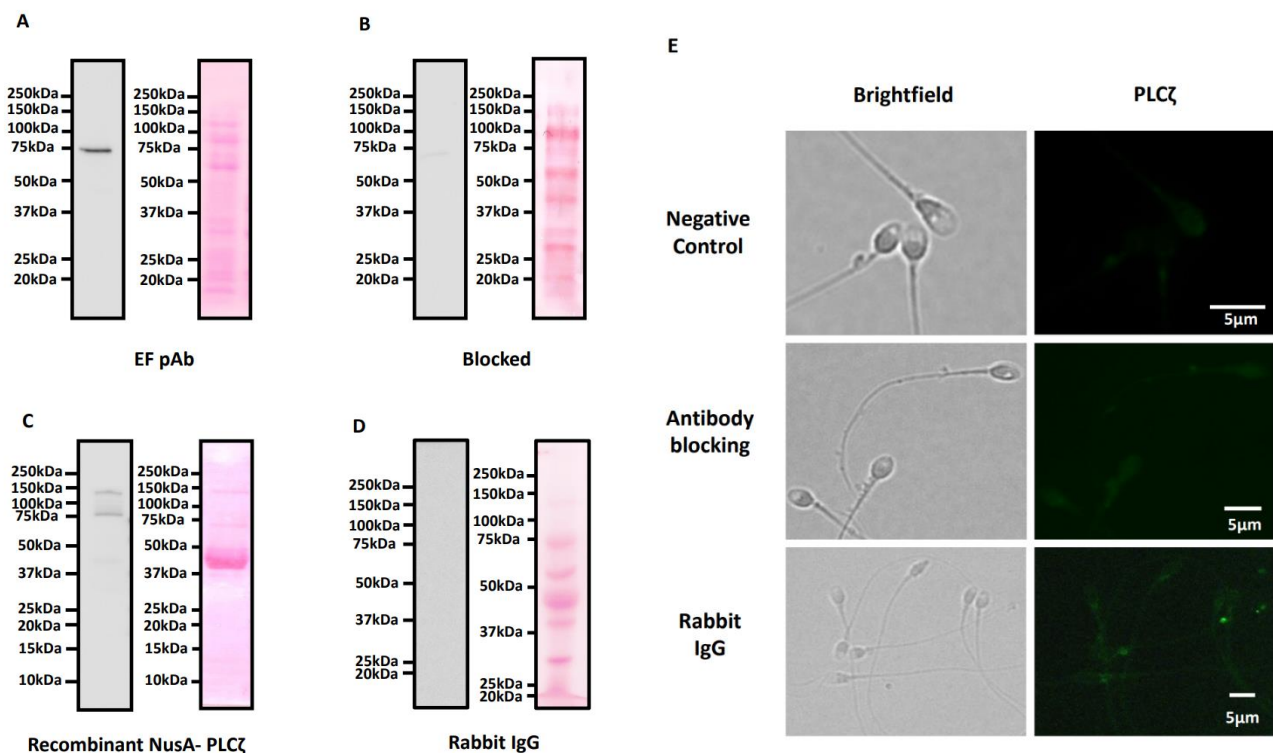 A
250kDa
150kDa
100kDa
75kDa
50kDa
37kDa
25kDa
20kDa
250kDa
150kDa
100kDa
75kDa
50kDa
37kDa
25kDa
20kDa
EF pAb
B
250kDa
150kDa
100kDa
75kDa
50kDa
37kDa
25kDa
20kDa
250kDa
150kDa
100kDa
75kDa
50kDa
37kDa
25kDa
20kDa
Blocked
C
250kDa
150kDa
100kDa
75kDa
50kDa
37kDa
25kDa
20kDa
15kDa
10kDa
250kDa
150kDa
100kDa
75kDa
50kDa
37kDa
25kDa
20kDa
15kDa
10kDa
Recombinant NusA- PLCζ
D
250kDa
150kDa
100kDa
75kDa
50kDa
37kDa
25kDa
20kDa
250kDa
150kDa
100kDa
75kDa
50kDa
37kDa
25kDa
20kDa
Rabbit IgG
E
Brightfield PLCζ
Negative
Control
5μm
Antibody
blocking
5μm
Rabbit
IgG
5μm